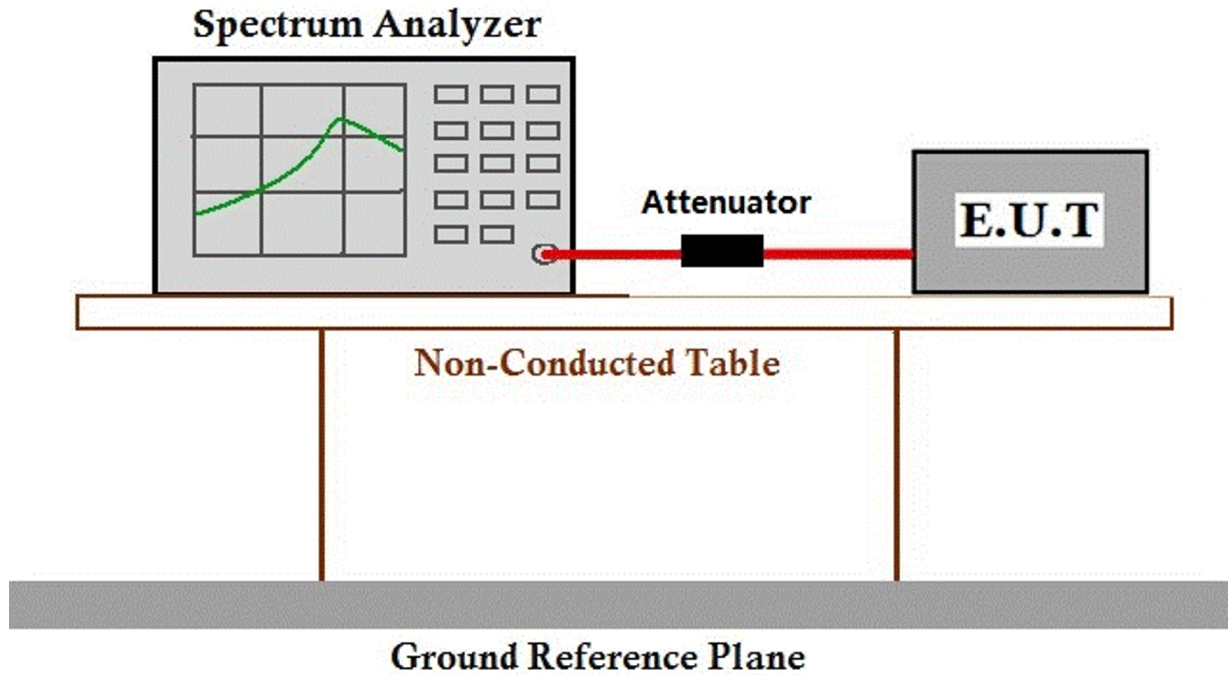 Spectrum Analyzer
Attenuator
E.U.T
Non-Conducted Table
Ground Reference Plane